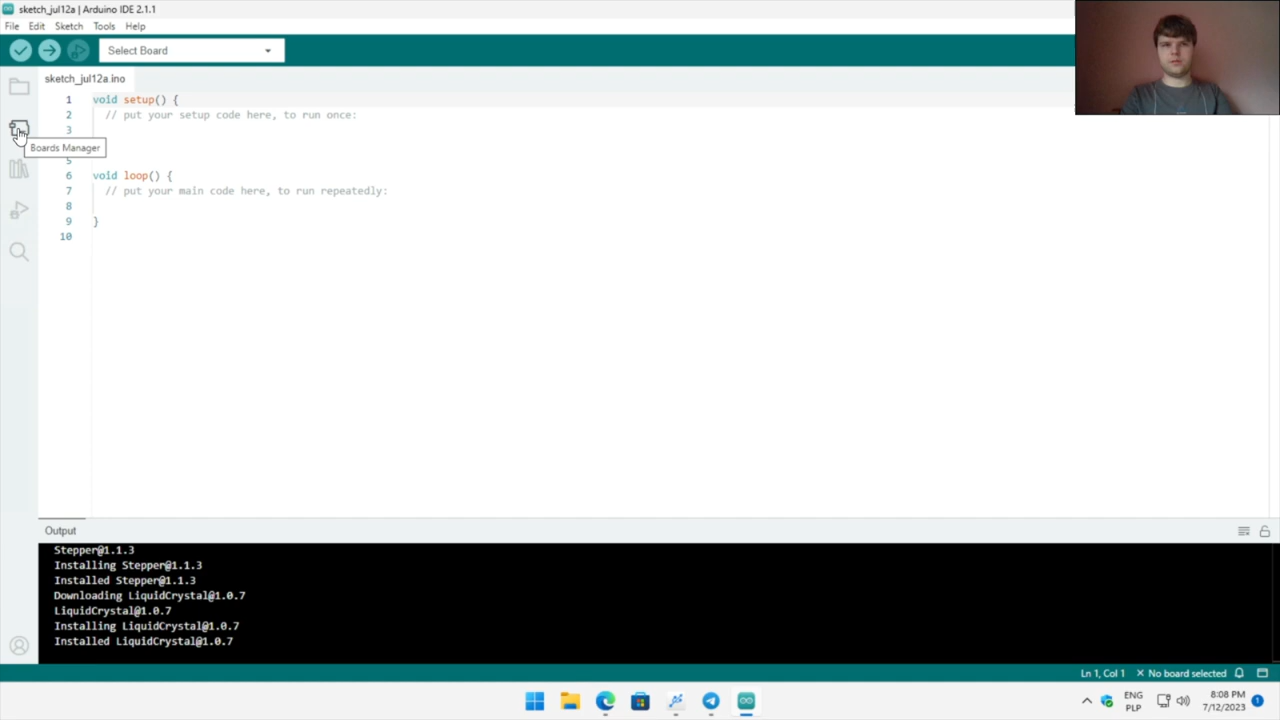 sketch_jul12a | Arduino IDE 2.1.1
File Edit Sketch Tools Help
Select Board
sketch_jul12a.ino
1 void setup() {
2 // put your setup code here, to run once:
3
Boards Manager
5
6 void loop() {
7 // put your main code here, to run repeatedly:
8
9 }
10
Output
Stepper@1.1.3
Installing Stepper@1.1.3
Installed Stepper@1.1.3
Downloading LiquidCrystal@1.0.7
LiquidCrystal@1.0.7
Installing LiquidCrystal@1.0.7
Installed LiquidCrystal@1.0.7
Ln 1, Col 1 × No board selected
ENG
PLP
8:08 PM
7/12/2023
1